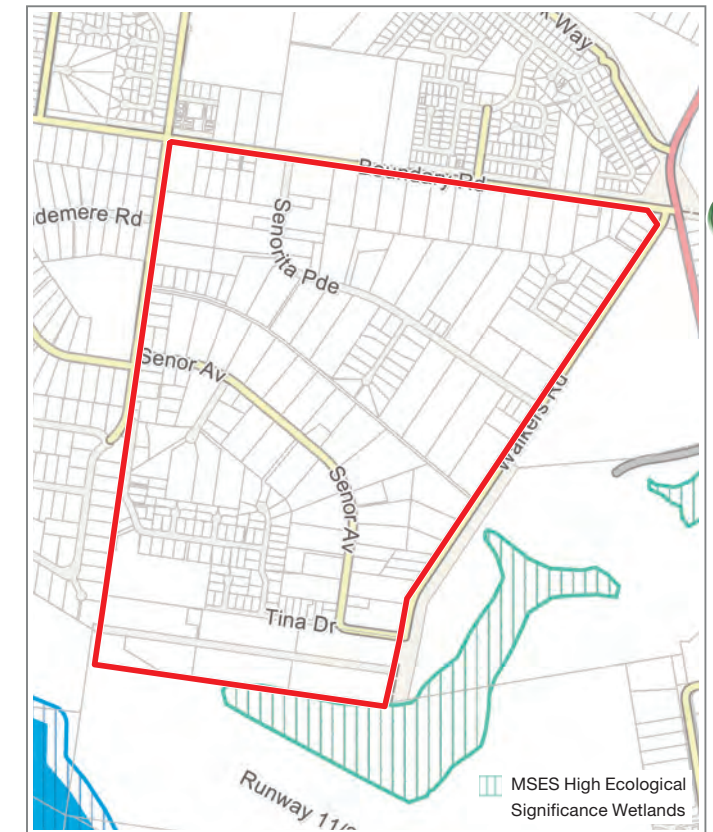 Way
Boundary Rd
demere Rd
Senorita Pde
Senor Av
Walkers Rd
Senor Av
Tina Dr
Runway 11/
MSES High Ecological
Significance Wetlands